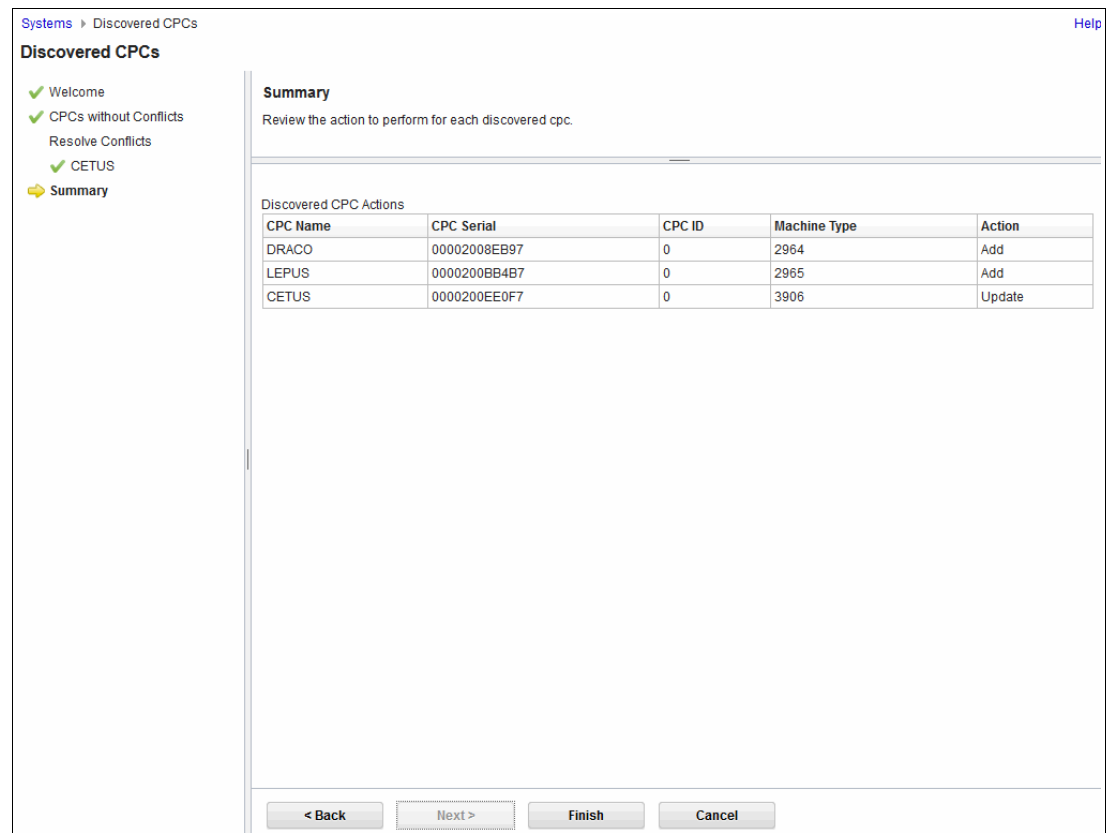 Systems Discovered CPCs Help
Discovered CPCs
Welcome
CPCs without Conflicts
Resolve Conflicts
CETUS
Summary
Summary
Review the action to perform for each discovered cpc.
Discovered CPC Actions
CPC Name CPC Serial CPC ID Machine Type Action
DRACO 00002008EB97 0 2964 Add
LEPUS 0000200BB4B7 0 2965 Add
CETUS 0000200EE0F7 0 3906 Update
< Back Next > Finish Cancel